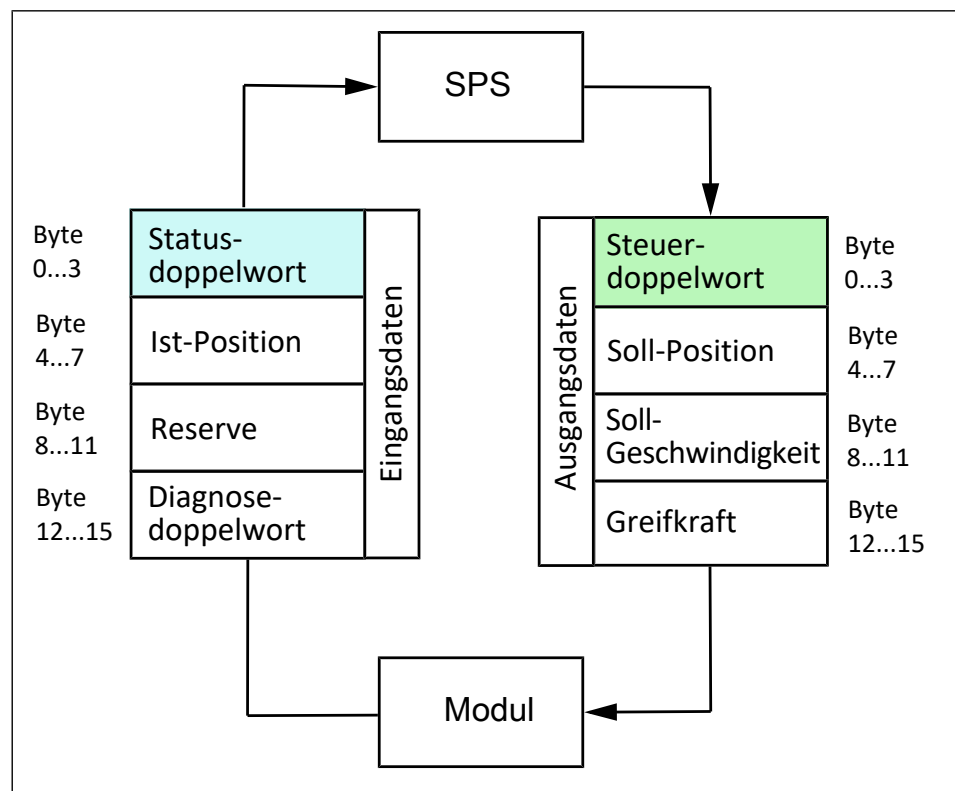 SPS
Byte
0...3
Status-
doppelwort
Byte
4...7
Ist-Position
Byte
8...11
Reserve
Byte
12...15
Diagnose-
doppelwort
Eingangsdaten
Ausgangsdaten
Steuer-
doppelwort
Byte
0...3
Soll-Position
Byte
4...7
Soll-
Geschwindigkeit
Byte
8...11
Greifkraft
Byte
12...15
Modul